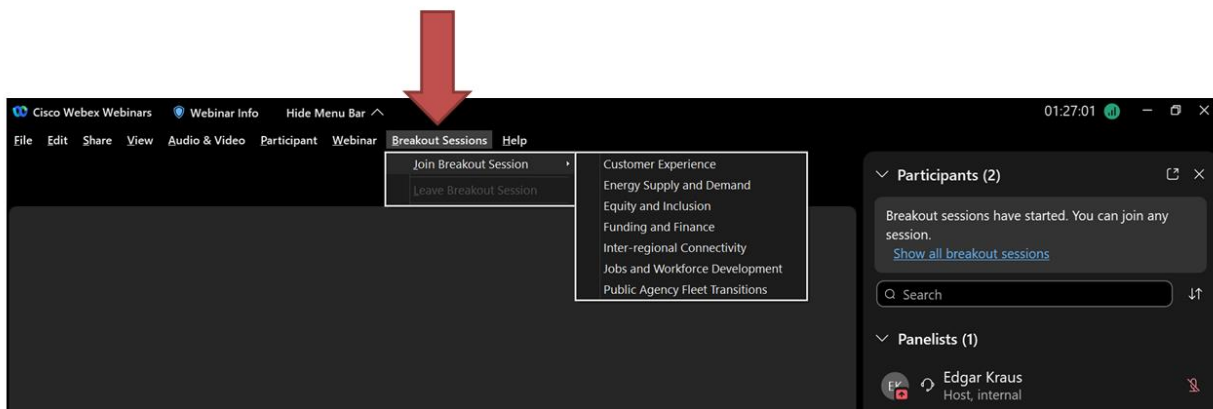 Cisco Webex Webinars Webinar Info Hide Menu Bar 01:27:01
File Edit Share View Audio & Video Participant Webinar Breakout Sessions Help
Join Breakout Session
Leave Breakout Session
Customer Experience
Energy Supply and Demand
Equity and Inclusion
Funding and Finance
Inter-regional Connectivity
Jobs and Workforce Development
Public Agency Fleet Transitions
Participants (2)
Breakout sessions have started. You can join any
session.
Show all breakout sessions
Search
Panelists (1)
EK
Edgar Kraus
Host, internal